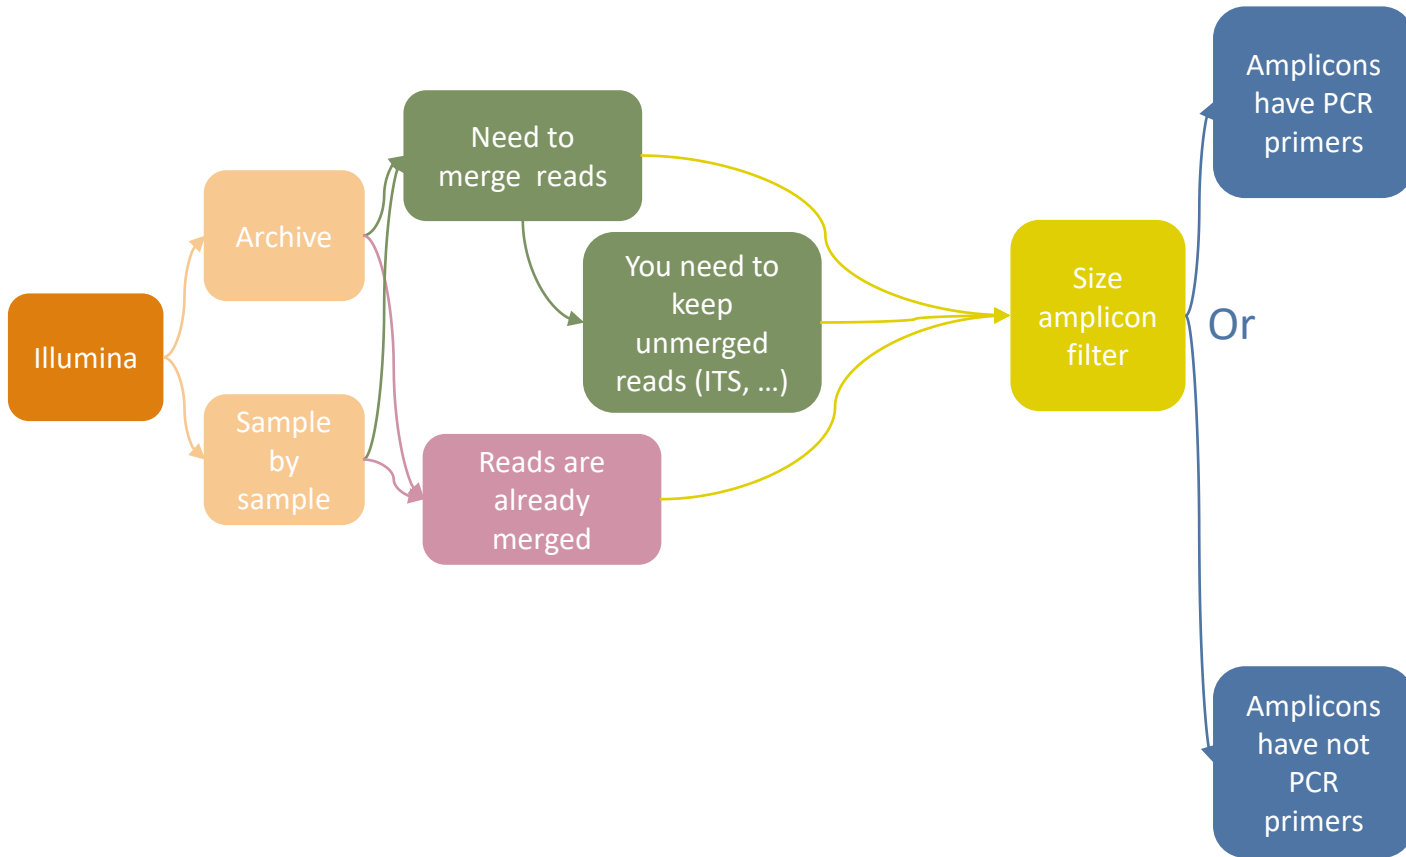 Illumina
Archive
Sample
by
sample
Need to
merge reads
You need to
keep
unmerged
reads (ITS, ...)
Reads are
already
merged
Size
amplicon
filter
Or
Amplicons
have PCR
primers
Amplicons
have not
PCR
primers